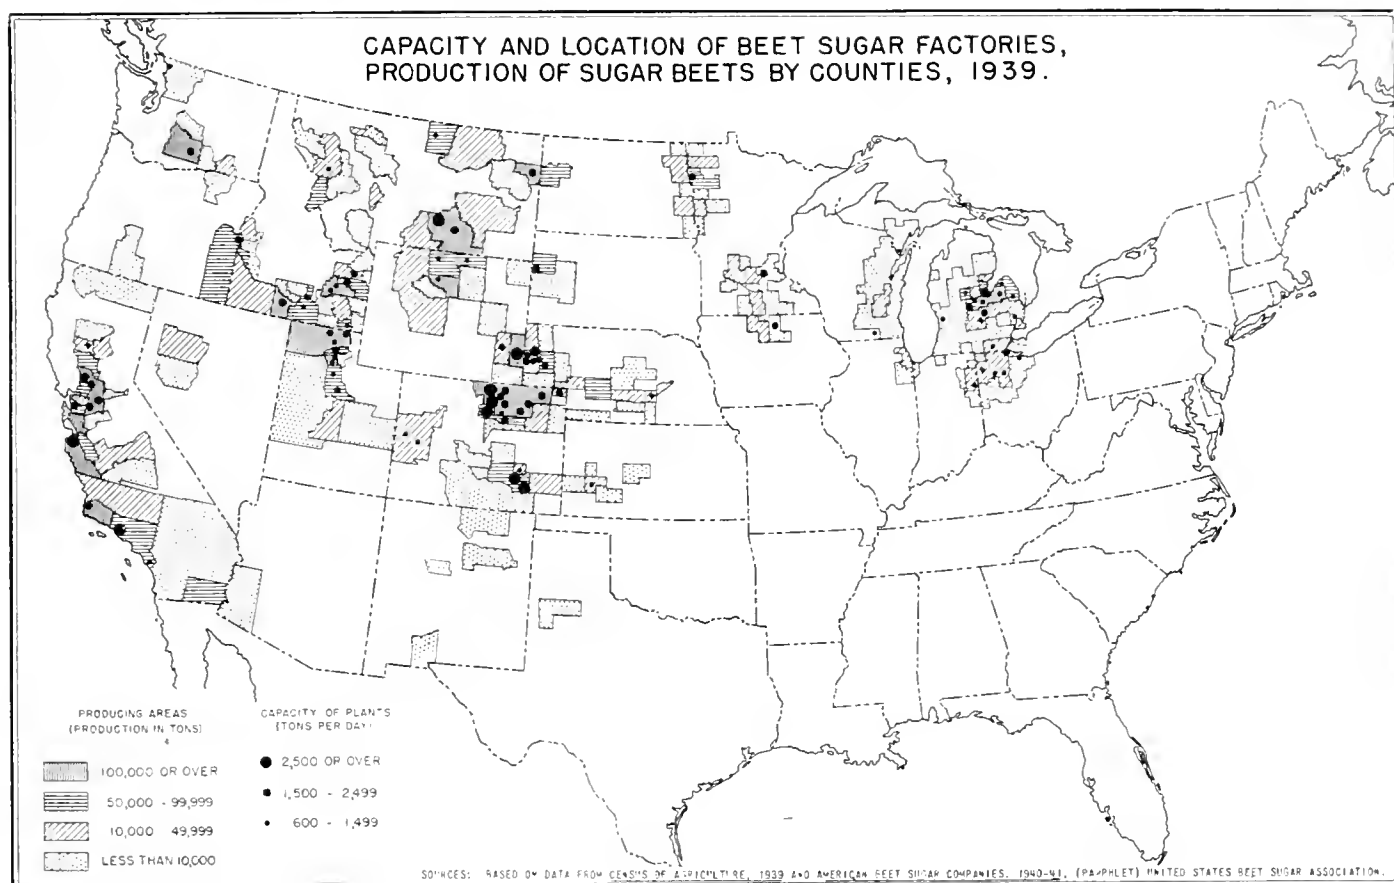 CAPACITY AND LOCATION OF BEET SUGAR FACTORIES,
PRODUCTION OF SUGAR BEETS BY COUNTIES, 1939.
PRODUCING AREAS
(PRODUCTION IN TONS)
100,000 OR OVER
50,000 - 99,999
10,000 49,999
LESS THAN 10,000
CAPACITY OF PLANTS
(TONS PER DAY)
2,500 OR OVER
1,500 - 2,499
600 - 1,499
SOURCES: BASED ON DATA FROM CENSUS OF AGRICULTURE, 1939 AND AMERICAN BEET SUGAR COMPANIES, 1940-41, (PAMPHLET) UNITED STATES BEET SUGAR ASSOCIATION.